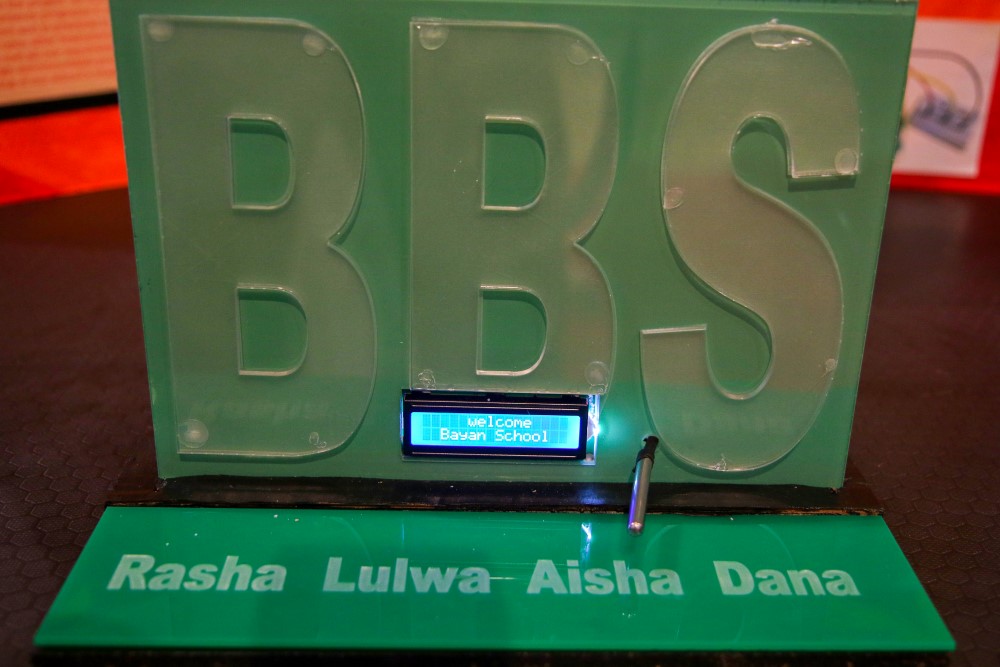 BBS
welcome
Bayan School
Rasha Lulwa Aisha Dana